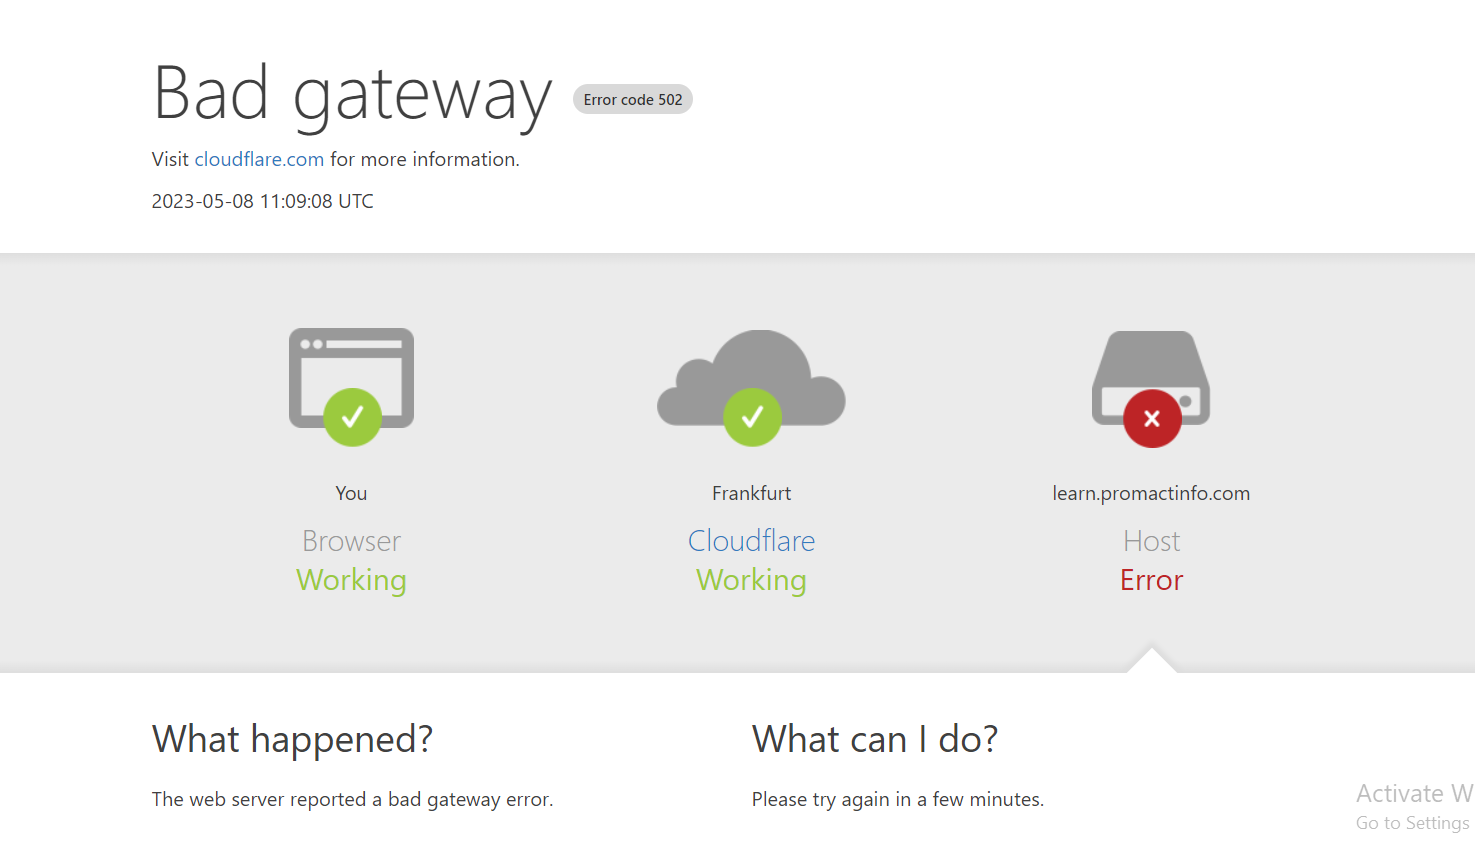 Bad gateway Error code 502
Visit cloudflare.com for more information.
2023-05-08 11:09:08 UTC
You
Browser
Working
Frankfurt
Cloudflare
Working
learn.promactinfo.com
Host
Error
What happened?
The web server reported a bad gateway error.
What can I do?
Please try again in a few minutes.
Activate W
Go to Settings